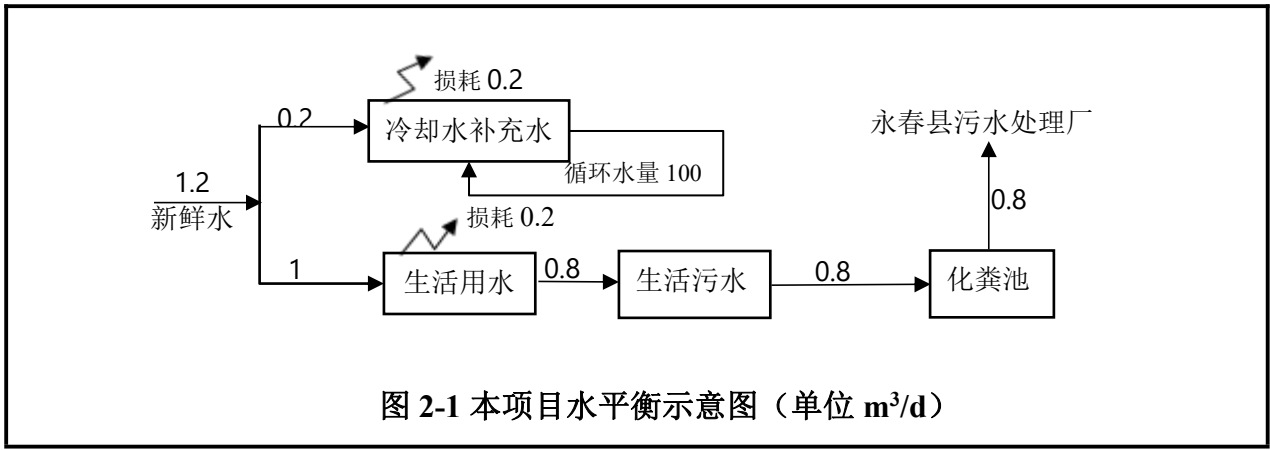 损耗 0.2
0.2
冷却水补充水
永春县污水处理厂
循环水量 100
1.2
新鲜水
0.8
损耗 0.2
1
生活用水
0.8
生活污水
0.8
化粪池
图 2-1 本项目水平衡示意图（单位 m³/d）